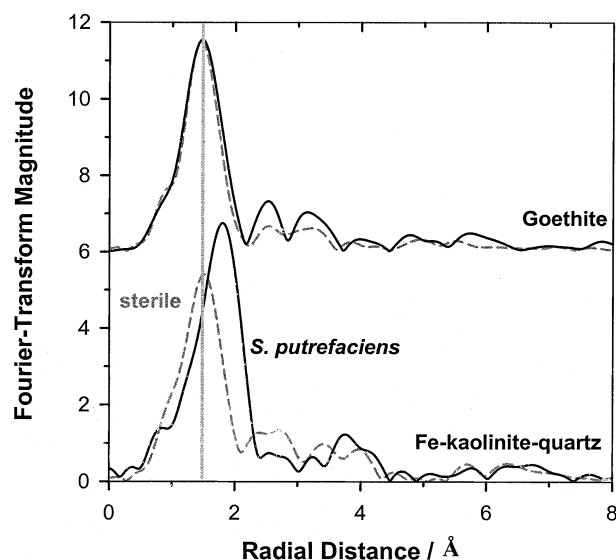 Fourier-Transform Magnitude
12
10
8
6
4
2
0
Goethite
sterile
S. putrefaciens
Fe-kaolinite-quartz
0 2 4 6 8
Radial Distance / Å